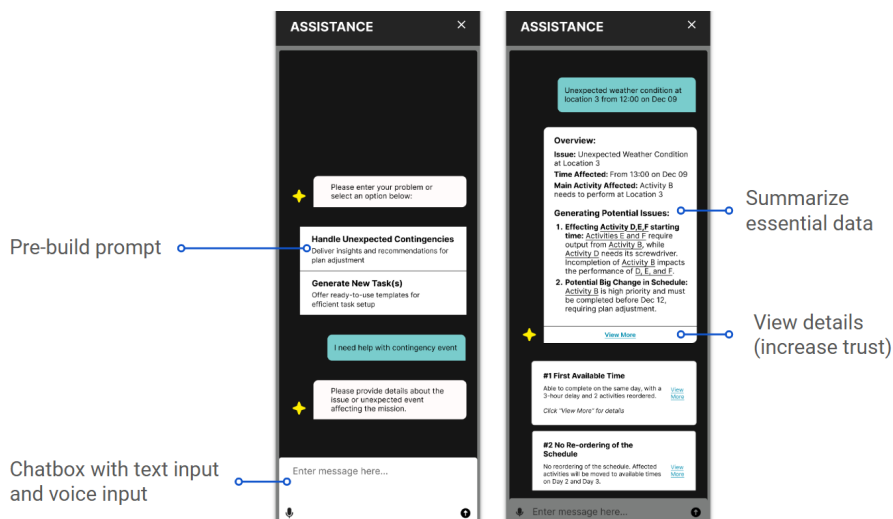 Pre-build prompt
Chatbox with text input
and voice input
ASSISTANCE
×
Please enter your problem or
select an option below:
Handle Unexpected Contingencies
Deliver insights and recommendations for
plan adjustment
Generate New Task(s)
Offer ready-to-use templates for
efficient task setup
I need help with contingency event
Please provide details about the
issue or unexpected event
affecting the mission.
Enter message here...
ASSISTANCE
×
Unexpected weather condition at
location 3 from 12:00 on Dec 09
Overview:
Issue: Unexpected Weather Condition
at Location 3
Time Affected: From 13:00 on Dec 09
Main Activity Affected: Activity B
needs to perform at Location 3
Generating Potential Issues:
1. Effecting Activity D,E,F starting
time: Activities E and F require
output from Activity B, while
Activity D needs its screwdriver.
Incompletion of Activity B impacts
the performance of D, E, and F.
2. Potential Big Change in Schedule:
Activity B is high priority and must
be completed before Dec 12,
requiring plan adjustment.
View More
#1 First Available Time
Able to complete on the same day, with a
3-hour delay and 2 activities reordered.
View
More
Click "View More" for details
#2 No Re-ordering of the
Schedule
No reordering of the schedule. Affected
activities will be moved to available times
on Day 2 and Day 3.
View
More
Enter message here...
Summarize
essential data
View details
(increase trust)